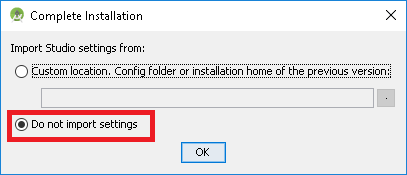 Complete Installation
Import Studio settings from:
Custom location. Config folder or installation home of the previous version:
.
Do not import settings
OK